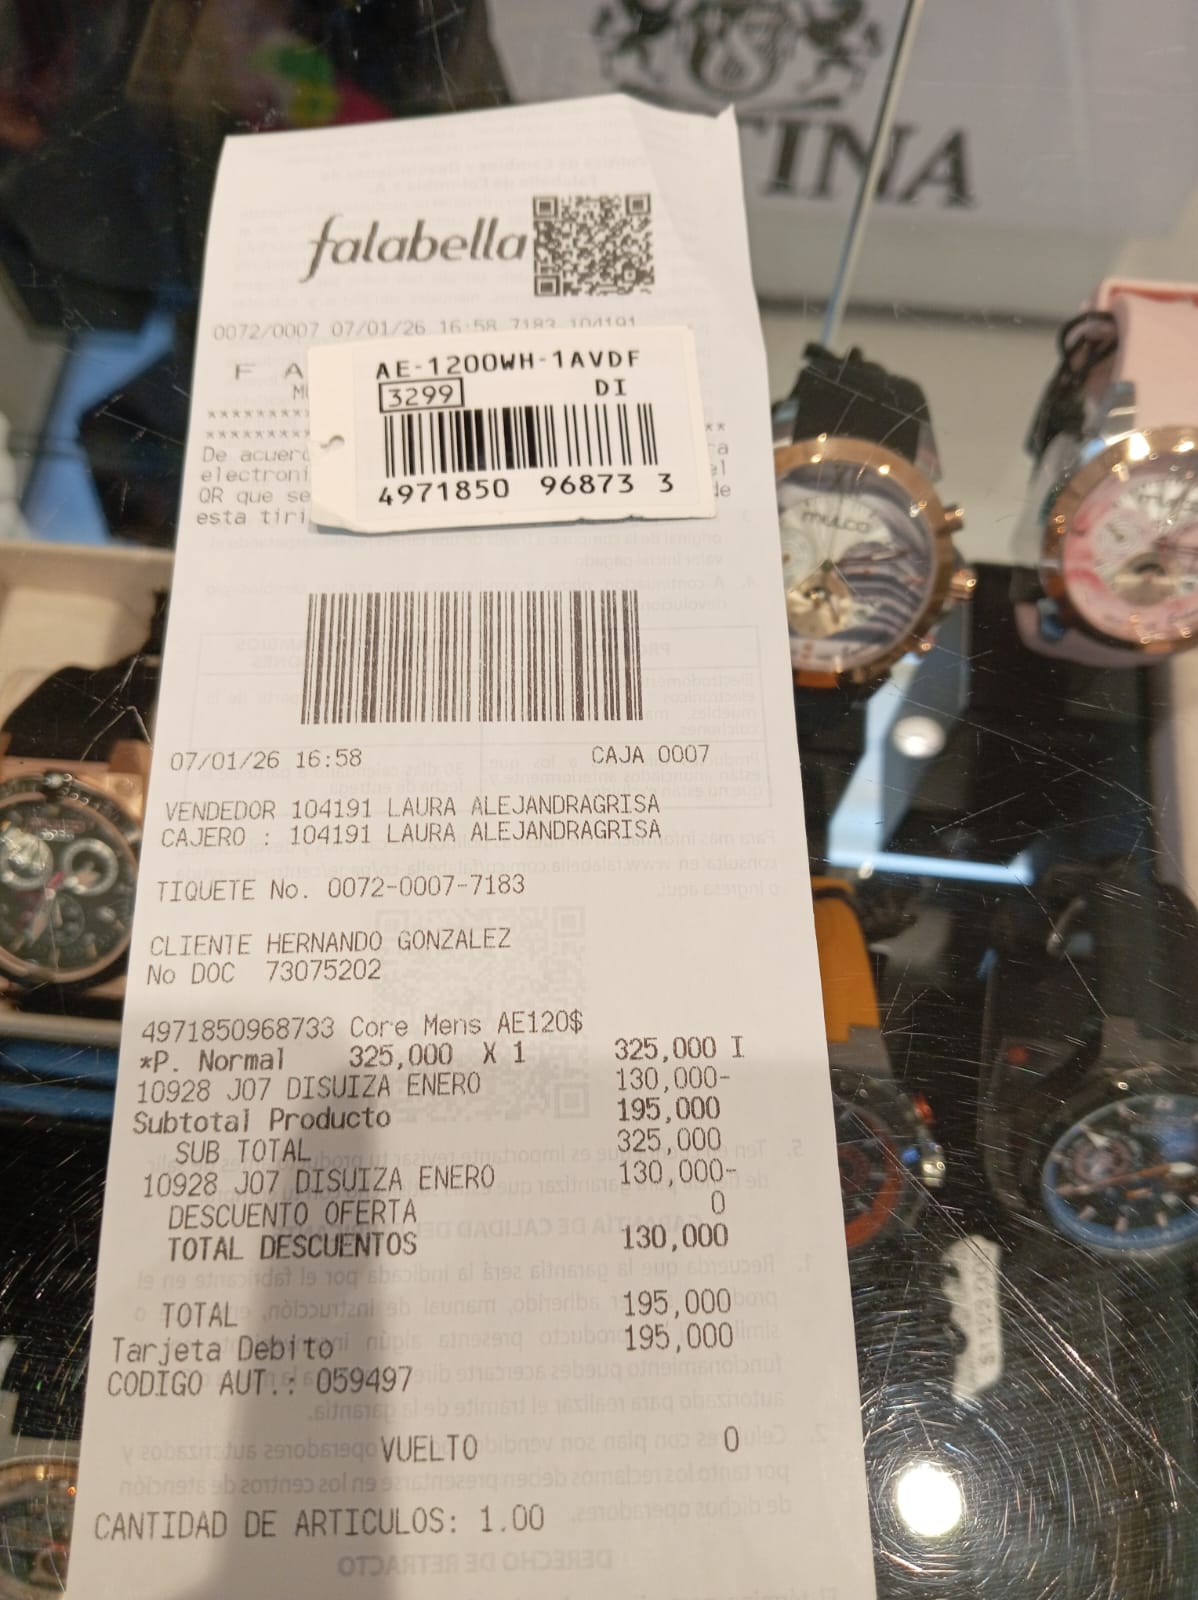 TINA
falabella
0072/0007 07/01/26 16:58 7183 104191
F A
AE-1200WH-1AVDF
3299 DI
4971850 96873 3
De acuerd
electroni
QR que se
esta tiri
mulco
07/01/26 16:58 CAJA 0007
VENDEDOR 104191 LAURA ALEJANDRAGRISA
CAJERO : 104191 LAURA ALEJANDRAGRISA
TIQUETE No. 0072-0007-7183
CLIENTE HERNANDO GONZALEZ
No DOC 73075202
4971850968733 Core Mens AE120$
*P. Normal 325,000 X 1 325,000 I
10928 J07 DISUIZA ENERO 130,000-
Subtotal Producto 195,000
SUB TOTAL 325,000
10928 J07 DISUIZA ENERO 130,000-
DESCUENTO OFERTA 0
TOTAL DESCUENTOS 130,000
TOTAL 195,000
Tarjeta Debito 195,000
CODIGO AUT.: 059497
VUELTO 0
CANTIDAD DE ARTICULOS: 1.00